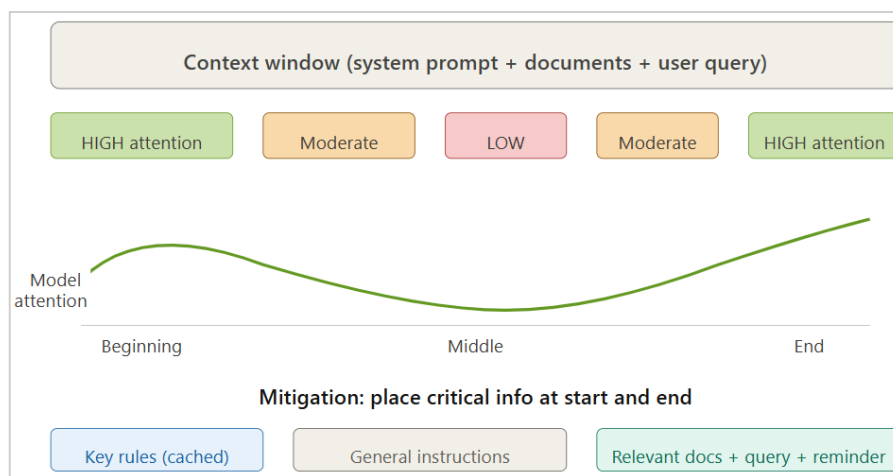 Context window (system prompt + documents + user query)
HIGH attention
Moderate
LOW
Moderate
HIGH attention
Model
attention
Beginning
Middle
End
Mitigation: place critical info at start and end
Key rules (cached)
General instructions
Relevant docs + query + reminder